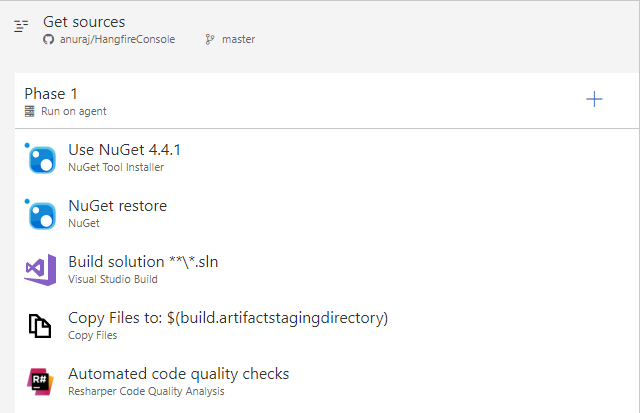 Get sources
anuraj/HangfireConsole master
Phase 1
Run on agent
Use NuGet 4.4.1
NuGet Tool Installer
NuGet restore
NuGet
Build solution **\*.sln
Visual Studio Build
Copy Files to: $(build.artifactstagingdirectory)
Copy Files
R#
Automated code quality checks
Resharper Code Quality Analysis